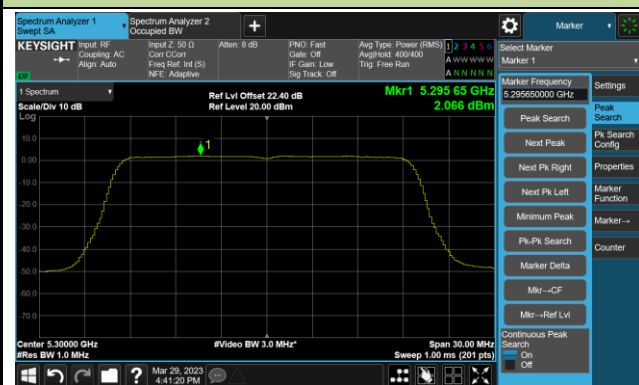 Spectrum Analyzer 1
Swept SA
Spectrum Analyzer 2
Occupied BW
Marker
KEYSIGHT
Input: RF
Coupling: AC
Align: Auto
Input Z: 50 Ω
Corr CCorr
Freq Ref: Int (S)
NFE: Adaptive
Atten: 8 dB
PNO: Fast
Gate: Off
IF Gain: Low
Sig Track: Off
Avg Type: Power (RMS)
Avg|Hold: 400/400
Trig: Free Run
1 2 3 4 5 6
A W W W W W
A N N N N N
LVI
1 Spectrum
Scale/Div 10 dB
Log
Ref Lvl Offset 22.40 dB
Ref Level 20.00 dBm
Mkr1 5.295 65 GHz
2.066 dBm
10.0
0.00
-10.0
-20.0
-30.0
-40.0
-50.0
-60.0
-70.0
1
Center 5.30000 GHz
#Res BW 1.0 MHz
#Video BW 3.0 MHz*
Span 30.00 MHz
Sweep 1.00 ms (201 pts)
Mar 29, 2023
4:41:20 PM
Select Marker
Marker 1
Marker Frequency
5.295650000 GHz
Peak Search
Next Peak
Next Pk Right
Next Pk Left
Minimum Peak
Pk-Pk Search
Marker Delta
Mkr→CF
Mkr→Ref Lvl
Continuous Peak
Search
On
Off
Settings
Peak
Search
Pk Search
Config
Properties
Marker
Function
Marker→
Counter